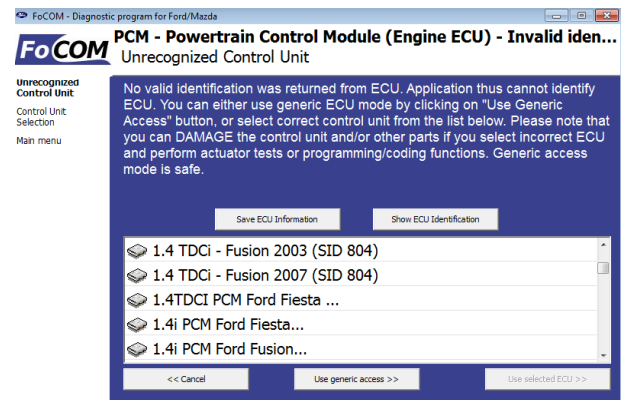 FoCOM - Diagnostic program for Ford/Mazda
FoCOM
PCM - Powertrain Control Module (Engine ECU) - Invalid iden...
Unrecognized Control Unit
Unrecognized
Control Unit
Control Unit
Selection
Main menu
No valid identification was returned from ECU. Application thus cannot identify
ECU. You can either use generic ECU mode by clicking on "Use Generic
Access" button, or select correct control unit from the list below. Please note that
you can DAMAGE the control unit and/or other parts if you select incorrect ECU
and perform actuator tests or programming/coding functions. Generic access
mode is safe.
Save ECU Information
Show ECU Identification
1.4 TDCi - Fusion 2003 (SID 804)
1.4 TDCi - Fusion 2007 (SID 804)
1.4TDCI PCM Ford Fiesta ...
1.4i PCM Ford Fiesta...
1.4i PCM Ford Fusion...
<< Cancel
Use generic access >>
Use selected ECU >>